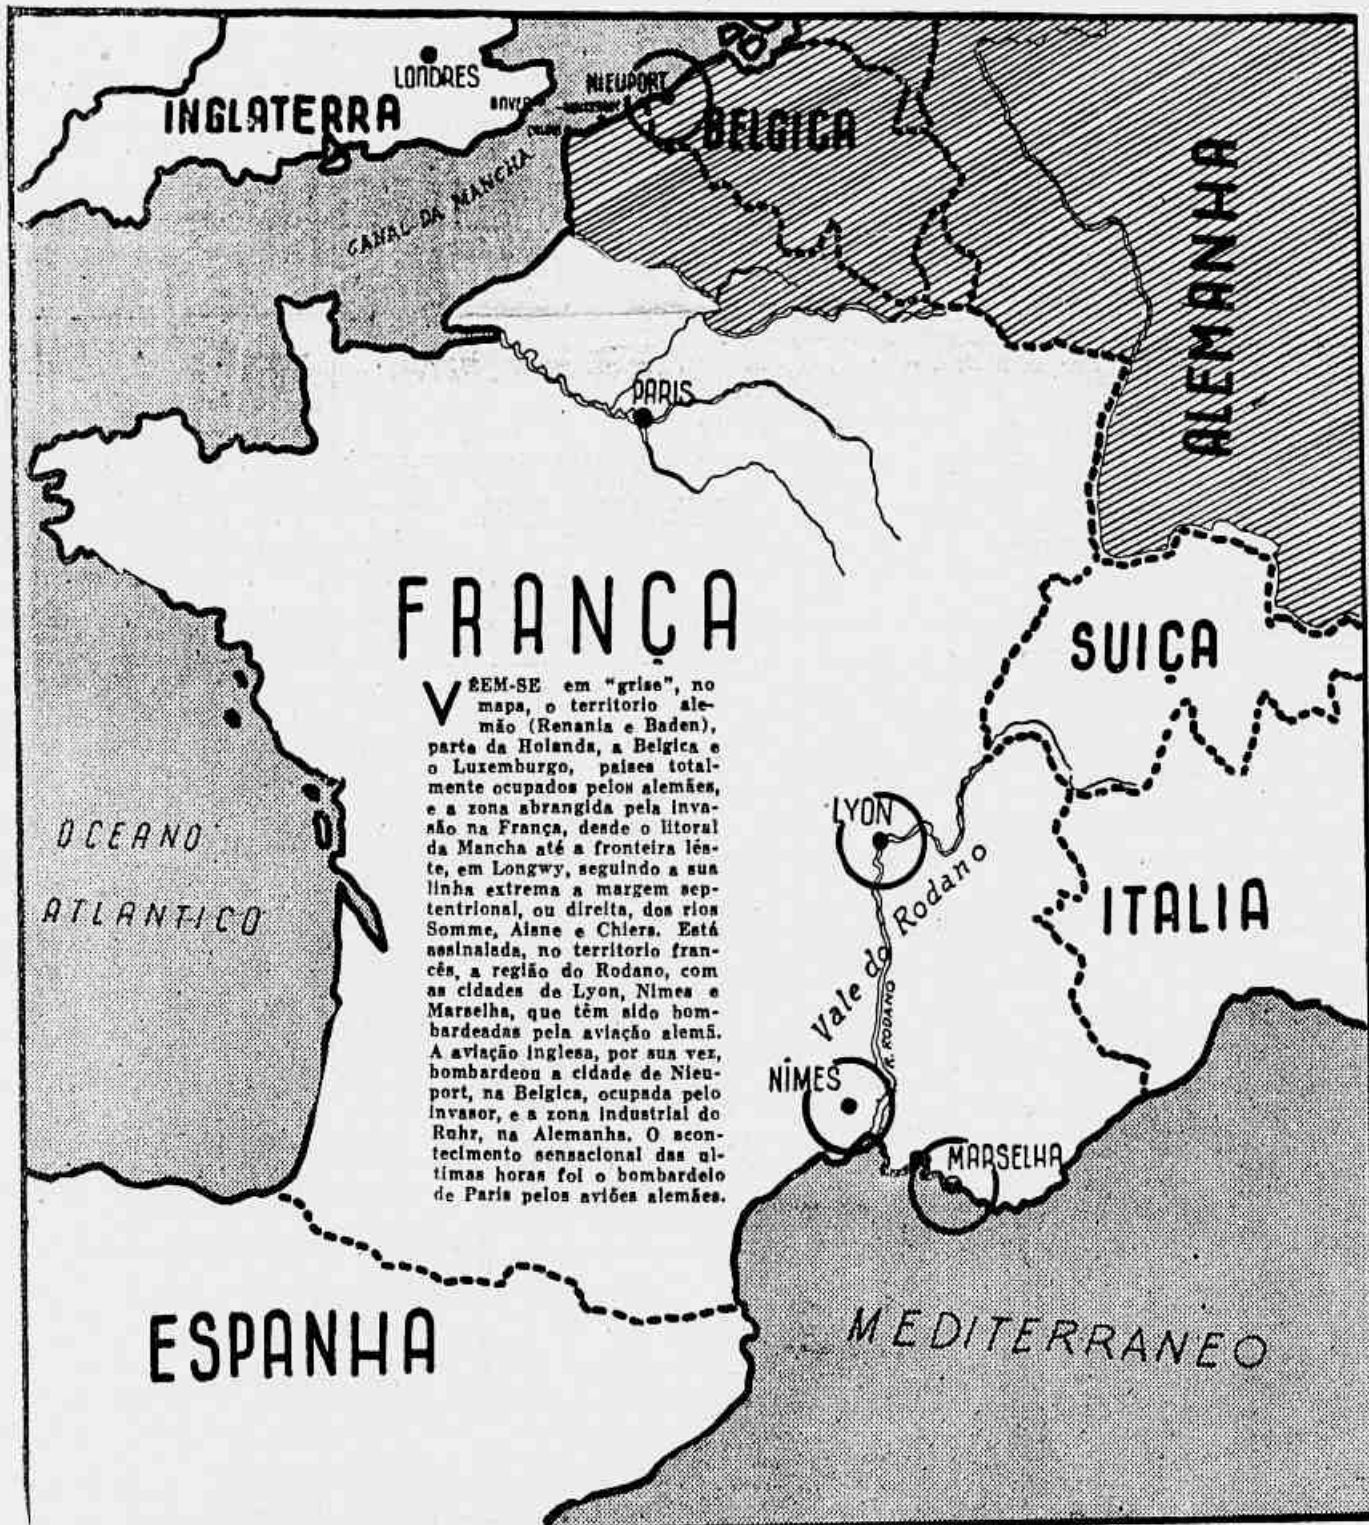 LONDRES
INGLATERRA
NIEUPORT
DOVER
CALAIS
BELGICA
CANAL DA MANCHA
ALEMANHA
PARIS
FRANÇA
SUIÇA
VÊEM-SE em "grise", no
mapa, o territorio ale-
mão (Renania e Baden),
parte da Holanda, a Belgica e
o Luxemburgo, paises total-
mente ocupados pelos alemães,
e a zona abrangida pela inva-
são na França, desde o litoral
da Mancha até a fronteira lés-
te, em Longwy, seguindo a sua
linha extrema a margem sep-
tentrional, ou direita, dos rios
Somme, Aisne e Chiers. Está
assinalada, no territorio fran-
cês, a região do Rodano, com
as cidades de Lyon, Nimes e
Marselha, que têm sido bom-
bardeadas pela aviação alemã.
A aviação inglesa, por sua vez,
bombardeou a cidade de Nieu-
port, na Belgica, ocupada pelo
invasor, e a zona industrial do
Ruhr, na Alemanha. O acon-
tecimento sensacional das ul-
timas horas foi o bombardeio
de Paris pelos aviões alemães.
OCEANO
ATLANTICO
LYON
Vale do Rodano
R. RODANO
ITALIA
NÍMES
MARSELHA
ESPANHA
MEDITERRANEO